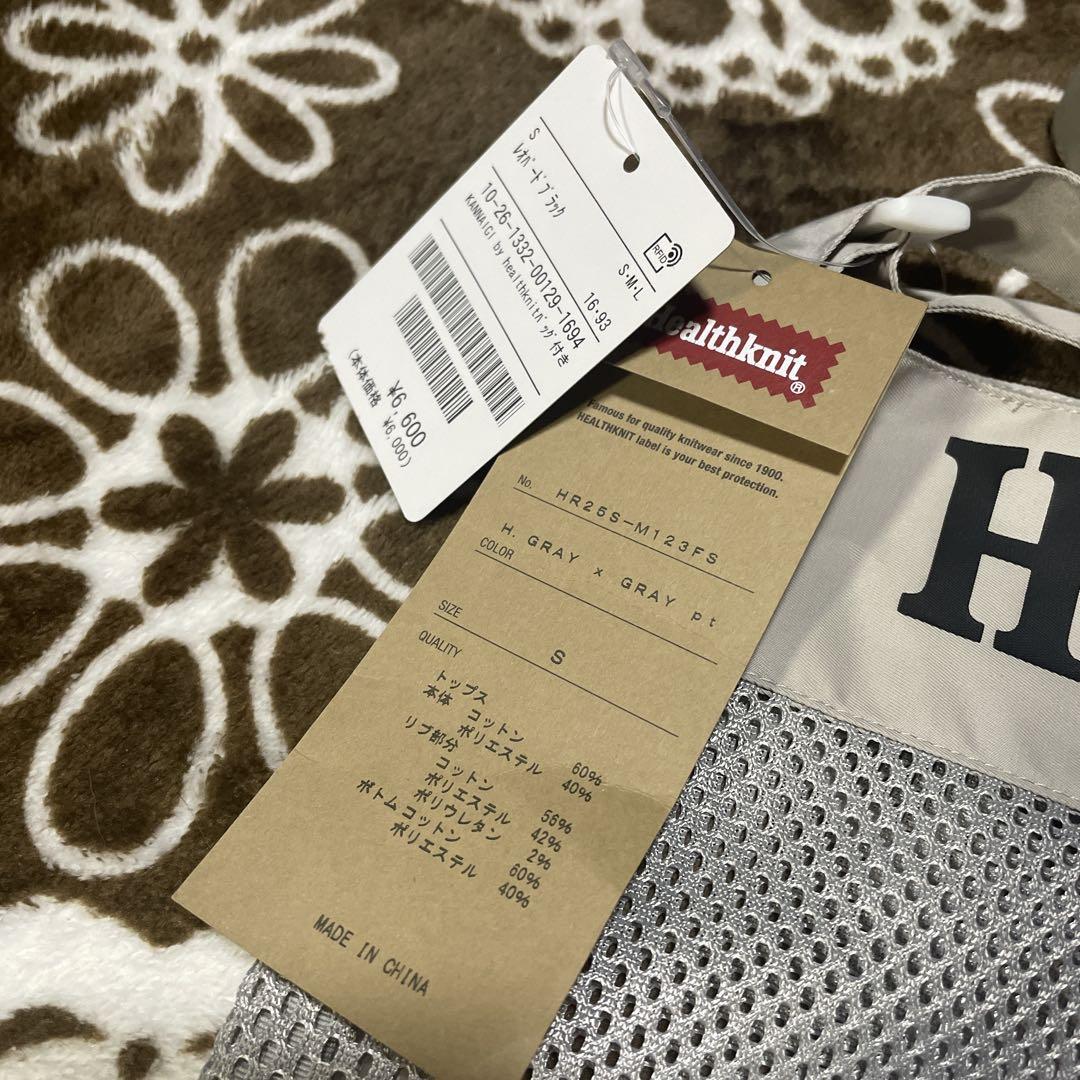 S
ﾚｵﾊﾟｰﾄﾞﾌﾞﾗｯｸ
S･M･L
RFID
16-93
10-26-1332-00129-1694
KANNAIGI by healthknitﾊﾞｯｸﾞ付き
¥6,600
(本体価格 ¥6,000)
Healthknit®
Famous for quality knitwear since 1900.
HEALTHKNIT label is your best protection.
No. HR26S-M123FS
COLOR H. GRAY x GRAY pt
SIZE S
QUALITY
トップス
本体 コットン 60%
ポリエステル 40%
リブ部分
コットン 56%
ポリエステル 42%
ポリウレタン 2%
ボトム コットン 60%
ポリエステル 40%
MADE IN CHINA
H